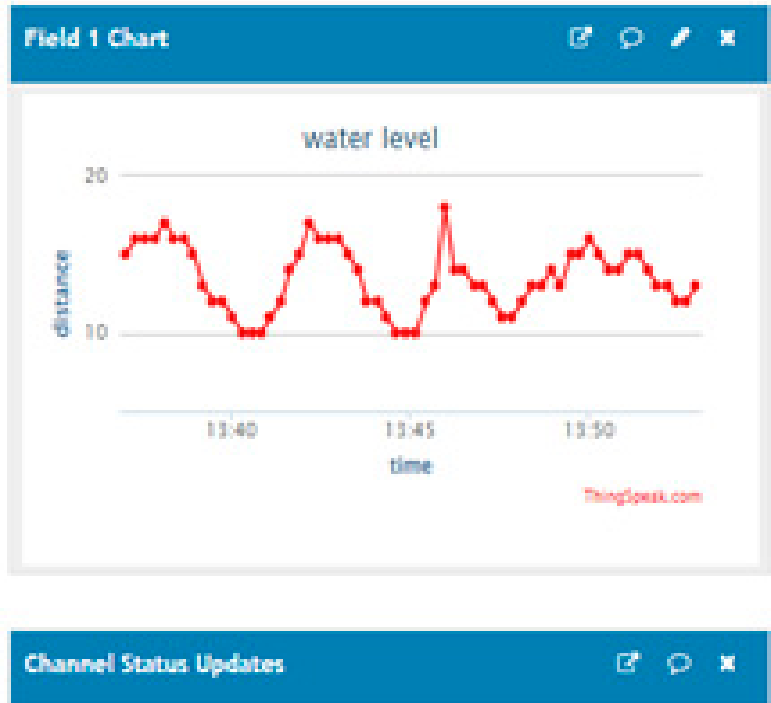 Field 1 Chart
water level
20
distance
10
13:40
13:45
13:50
time
ThingSpeak.com
Channel Status Updates